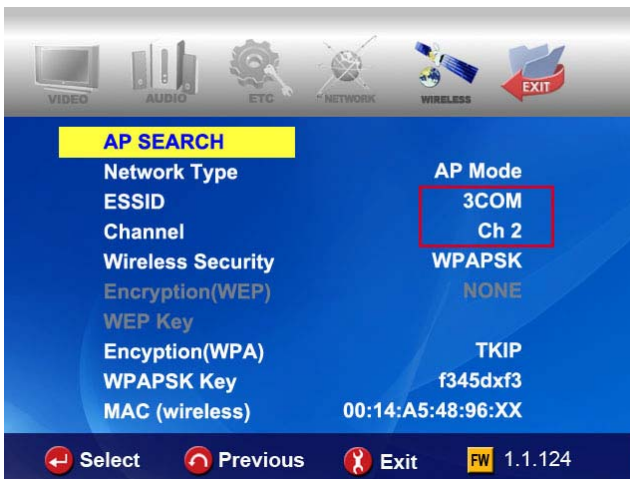 VIDEO AUDIO ETC NETWORK WIRELESS EXIT
AP SEARCH
Network Type AP Mode
ESSID 3COM
Channel Ch 2
Wireless Security WPAPSK
Encryption(WEP) NONE
WEP Key
Encyption(WPA) TKIP
WPAPSK Key f345dxf3
MAC (wireless) 00:14:A5:48:96:XX
Select Previous Exit FW 1.1.124